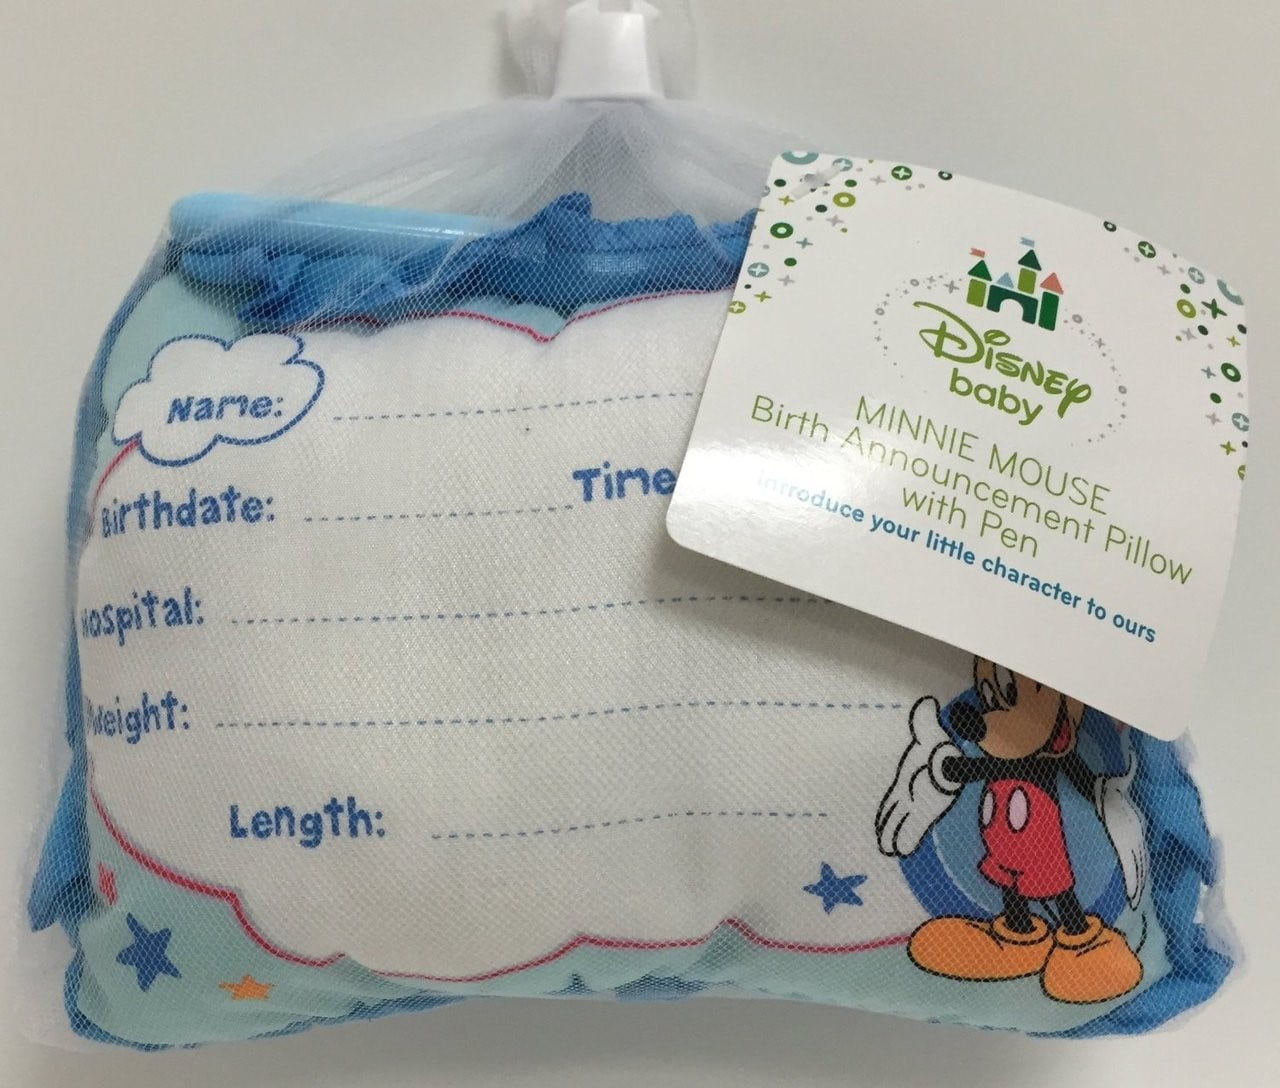 Disney
baby
MINNIE MOUSE
Birth Announcement Pillow
with Pen
Introduce your little character to ours
Name:
Birthdate: Time
Hospital:
Weight:
Length: